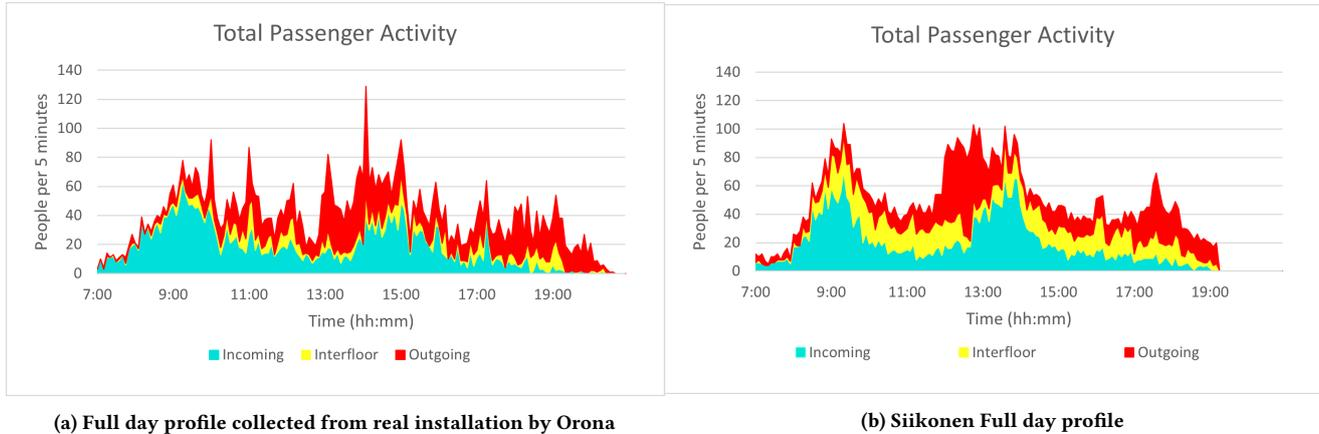 Total Passenger Activity
People per 5 minutes
140
120
100
80
60
40
20
0
7:00 9:00 11:00 13:00 15:00 17:00 19:00
Time (hh:mm)
Incoming Interfloor Outgoing
(a) Full day profile collected from real installation by Orona
Total Passenger Activity
People per 5 minutes
140
120
100
80
60
40
20
0
7:00 9:00 11:00 13:00 15:00 17:00 19:00
Time (hh:mm)
Incoming Interfloor Outgoing
(b) Siikonen Full day profile